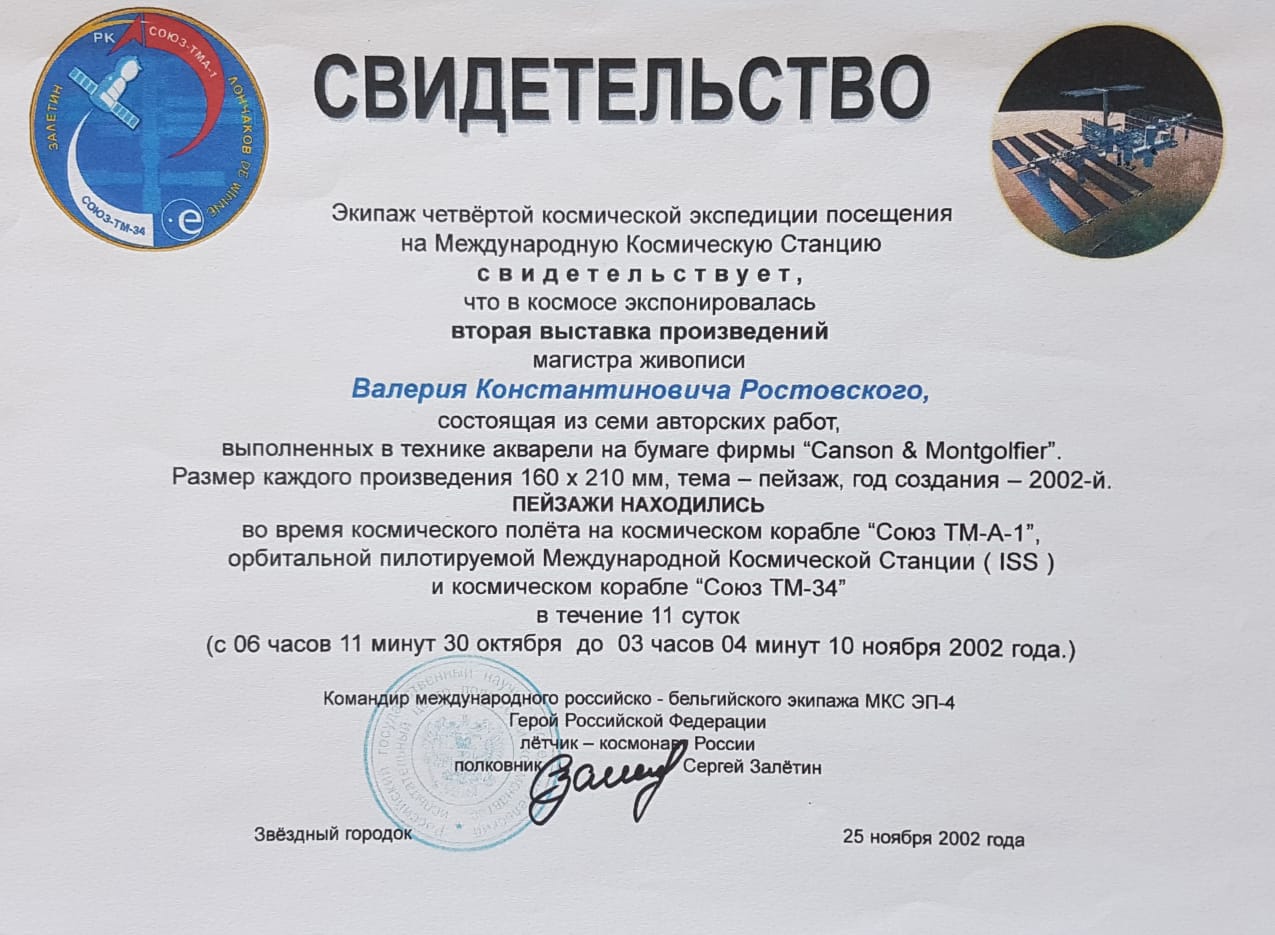 СВИДЕТЕЛЬСТВО
РК
СОЮЗ-ТМА-1
ЗАЛЕТИН
ЛОНЧАКОВ DE WINNE
СОЮЗ-ТМ-34
e
Экипаж четвёртой космической экспедиции посещения
на Международную Космическую Станцию
с в и д е т е л ь с т в у е т ,
что в космосе экспонировалась
вторая выставка произведений
магистра живописи
Валерия Константиновича Ростовского,
состоящая из семи авторских работ,
выполненных в технике акварели на бумаге фирмы “Canson & Montgolfier”.
Размер каждого произведения 160 х 210 мм, тема – пейзаж, год создания – 2002-й.
ПЕЙЗАЖИ НАХОДИЛИСЬ
во время космического полёта на космическом корабле “Союз ТМ-А-1”,
орбитальной пилотируемой Международной Космической Станции ( ISS )
и космическом корабле “Союз ТМ-34”
в течение 11 суток
(с 06 часов 11 минут 30 октября до 03 часов 04 минут 10 ноября 2002 года.)
Командир международного российско - бельгийского экипажа МКС ЭП-4
Герой Российской Федерации
лётчик – космонавт России
полковник Сергей Залётин
Звёздный городок
25 ноября 2002 года